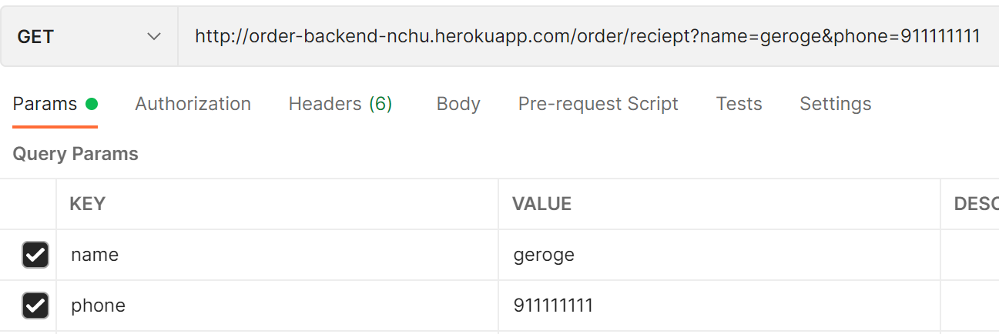 GET http://order-backend-nchu.herokuapp.com/order/reciept?name=geroge&phone=911111111
Params Authorization Headers (6) Body Pre-request Script Tests Settings
Query Params
KEY VALUE DESC
name geroge
phone 911111111